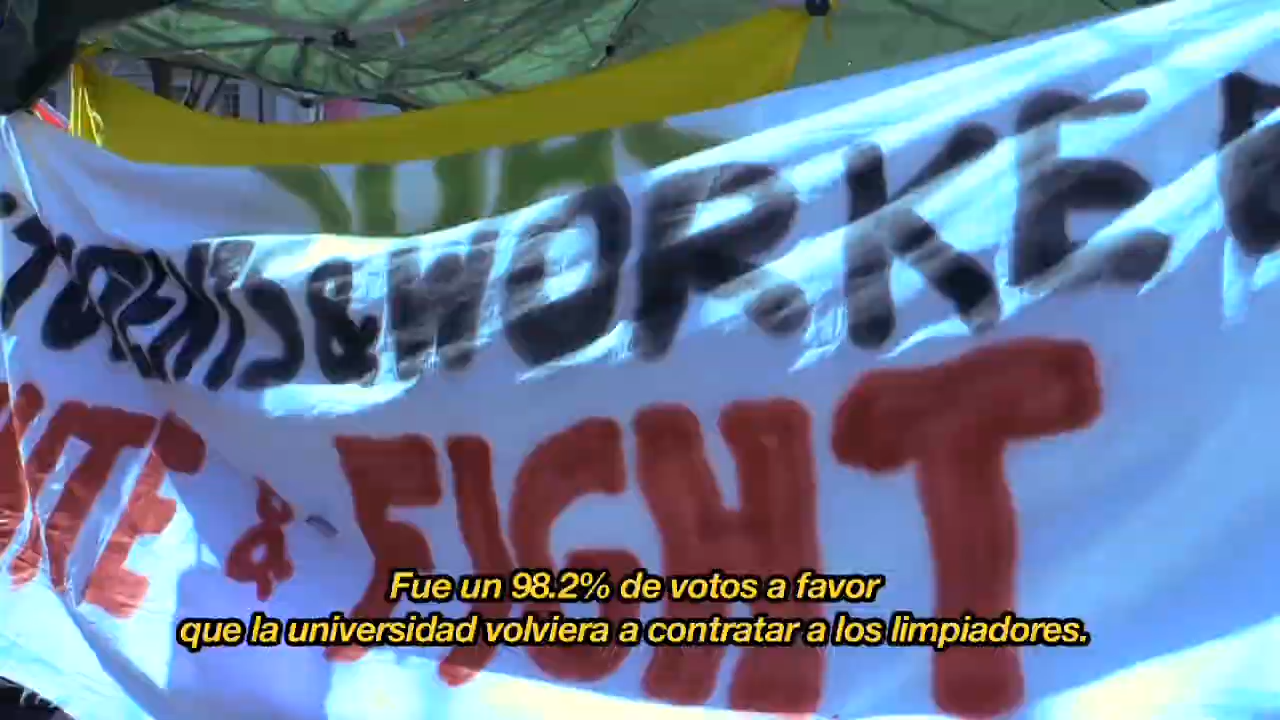 & WORKE
& FIGHT
Fue un 98.2% de votos a favor
que la universidad volviera a contratar a los limpiadores.